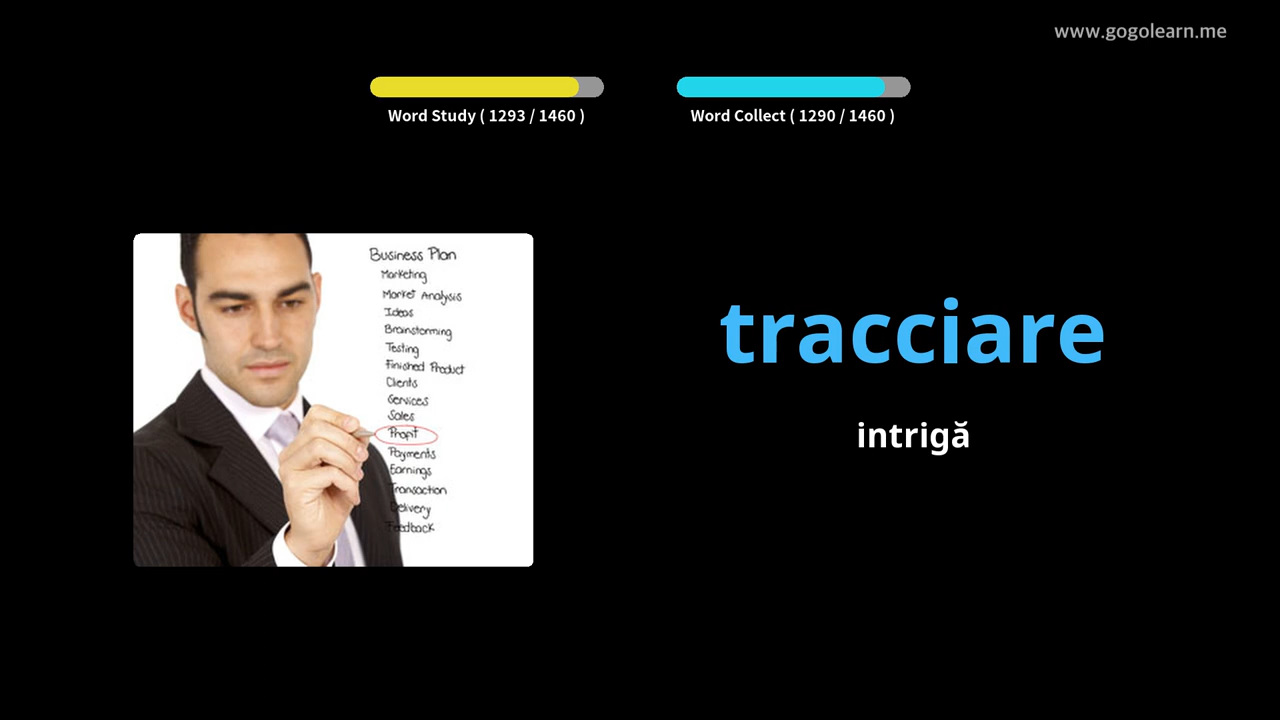 www.gogolearn.me
Word Study ( 1293 / 1460 )
Word Collect ( 1290 / 1460 )
Business Plan
Marketing
Market Analysis
Ideas
Brainstorming
Testing
Finished Product
Clients
Services
Sales
Profit
Payments
Earnings
Transaction
Delivery
Feedback
tracciare
intrigă